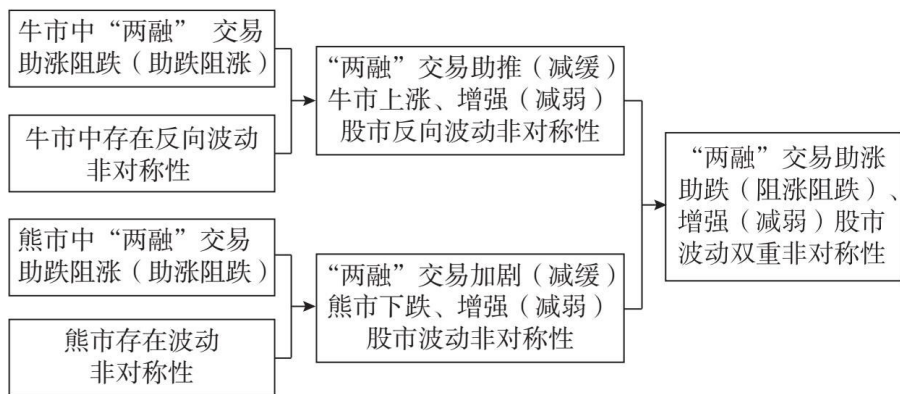 牛市中“两融” 交易
助涨阻跌（助跌阻涨）
牛市中存在反向波动
非对称性
“两融”交易助推（减缓）
牛市上涨、增强（减弱）
股市反向波动非对称性
熊市中“两融”交易
助跌阻涨（助涨阻跌）
熊市存在波动
非对称性
“两融”交易加剧（减缓）
熊市下跌、增强（减弱）
股市波动非对称性
“两融”交易助涨
助跌（阻涨阻跌）、
增强（减弱）股市
波动双重非对称性